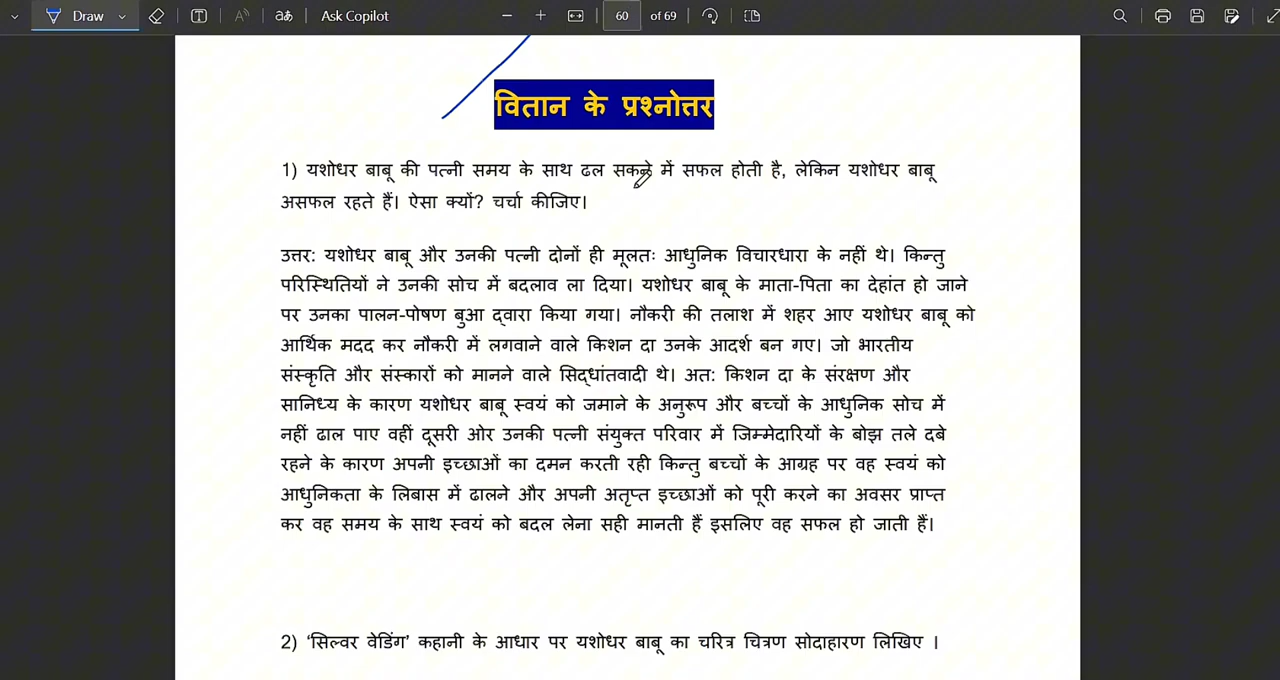 Draw
Ask Copilot
60 of 69
वितान के प्रश्नोत्तर
1) यशोधर बाबू की पत्नी समय के साथ ढल सकने में सफल होती है, लेकिन यशोधर बाबू
असफल रहते हैं। ऐसा क्यों? चर्चा कीजिए।
उत्तर: यशोधर बाबू और उनकी पत्नी दोनों ही मूलतः आधुनिक विचारधारा के नहीं थे। किन्तु
परिस्थितियों ने उनकी सोच में बदलाव ला दिया। यशोधर बाबू के माता-पिता का देहांत हो जाने
पर उनका पालन-पोषण बुआ द्वारा किया गया। नौकरी की तलाश में शहर आए यशोधर बाबू को
आर्थिक मदद कर नौकरी में लगवाने वाले किशन दा उनके आदर्श बन गए। जो भारतीय
संस्कृति और संस्कारों को मानने वाले सिद्धांतवादी थे। अत: किशन दा के संरक्षण और
सानिध्य के कारण यशोधर बाबू स्वयं को जमाने के अनुरूप और बच्चों के आधुनिक सोच में
नहीं ढाल पाए वहीं दूसरी ओर उनकी पत्नी संयुक्त परिवार में जिम्मेदारियों के बोझ तले दबे
रहने के कारण अपनी इच्छाओं का दमन करती रही किन्तु बच्चों के आग्रह पर वह स्वयं को
आधुनिकता के लिबास में ढालने और अपनी अतृप्त इच्छाओं को पूरी करने का अवसर प्राप्त
कर वह समय के साथ स्वयं को बदल लेना सही मानती हैं इसलिए वह सफल हो जाती हैं।
2) ‘सिल्वर वेडिंग’ कहानी के आधार पर यशोधर बाबू का चरित्र चित्रण सोदाहारण लिखिए ।